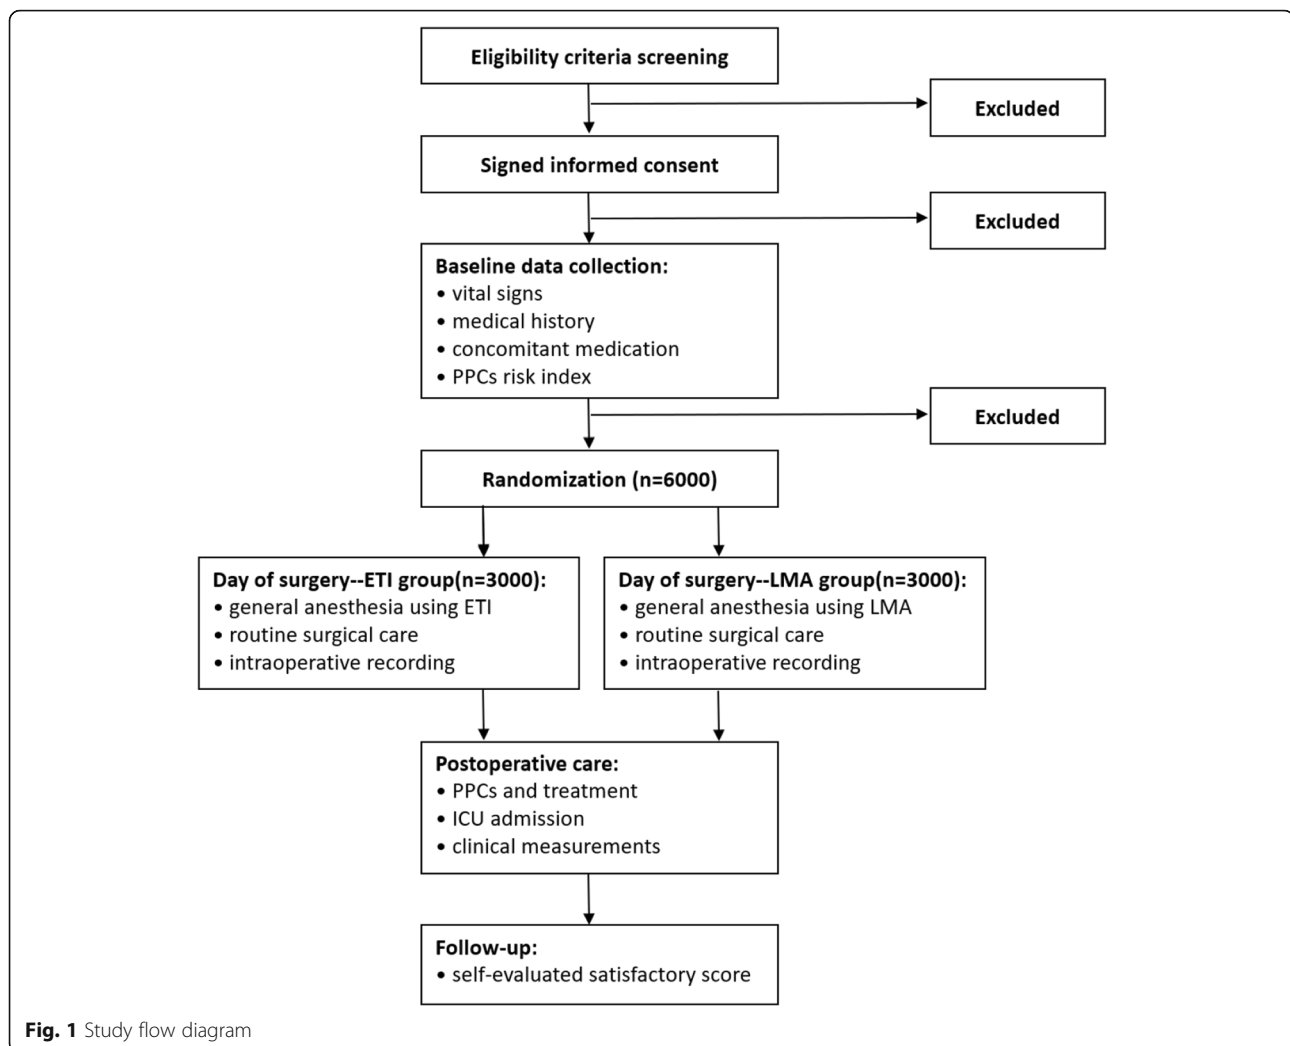 Eligibility criteria screening
Excluded
Signed informed consent
Excluded
Baseline data collection:
• vital signs
• medical history
• concomitant medication
• PPCs risk index
Excluded
Randomization (n=6000)
Day of surgery--ETI group(n=3000):
• general anesthesia using ETI
• routine surgical care
• intraoperative recording
Day of surgery--LMA group(n=3000):
• general anesthesia using LMA
• routine surgical care
• intraoperative recording
Postoperative care:
• PPCs and treatment
• ICU admission
• clinical measurements
Follow-up:
• self-evaluated satisfactory score
Fig. 1 Study flow diagram